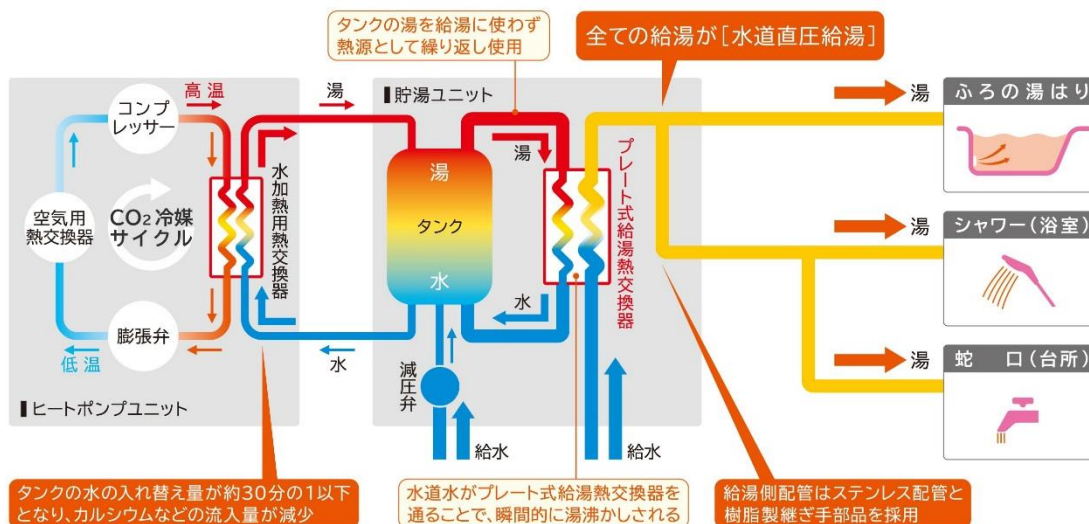 タンクの湯を給湯に使わず
熱源として繰り返し使用
全ての給湯が[水道直圧給湯]
高温
湯
貯湯ユニット
湯
ふろの湯はり
コンプ
レッサー
水加熱用熱交換器
湯
湯
プレート式給湯熱交換器
空気用
熱交換器
CO2冷媒
サイクル
タンク
湯
シャワー(浴室)
水
水
膨張弁
低温
水
減圧弁
湯
蛇 口(台所)
ヒートポンプユニット
給水
給水
タンクの水の入れ替え量が約30分の1以下
となり、カルシウムなどの流入量が減少
水道水がプレート式給湯熱交換器を
通ることで、瞬間的に湯沸かしされる
給湯側配管はステンレス配管と
樹脂製継ぎ手部品を採用